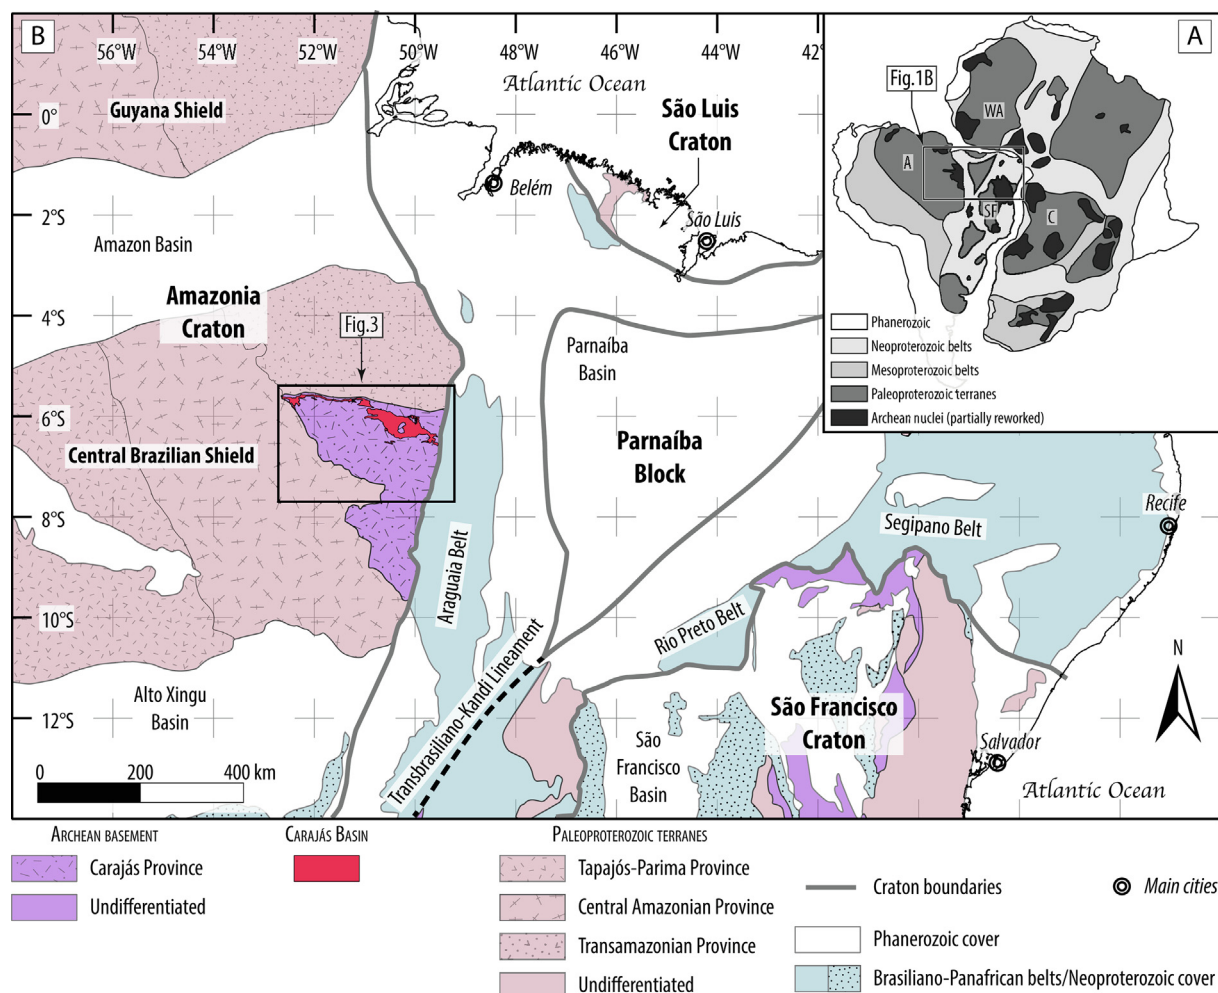 B
56°W
54°W
52°W
50°W
48°W
46°W
44°W
42°
A
Atlantic Ocean
Fig.1B
WA
A
SF
C
Guyana Shield
0°
São Luis
Craton
Belém
São Luis
2°S
Amazon Basin
Amazonia
Craton
4°S
Fig.3
Parnaíba
Basin
Phanerozoic
Neoproterozoic belts
Mesoproterozoic belts
Paleoproterozoic terranes
Archean nuclei (partially reworked)
6°S
Central Brazilian Shield
Parnaíba
Block
8°S
Segipano Belt
Recife
Araguaia Belt
10°S
Rio Preto Belt
Transbrasiliano-Kandi Lineament
N
Alto Xingu
Basin
12°S
São Francisco
Craton
São
Francisco
Basin
Salvador
0 200 400 km
Atlantic Ocean
Archean basement
Carajás Basin
Paleoproterozoic terranes
Carajás Province
Undifferentiated
Tapajós-Parima Province
Central Amazonian Province
Transamazonian Province
Undifferentiated
Craton boundaries
Main cities
Phanerozoic cover
Brasiliano-Panafrican belts/Neoproterozoic cover